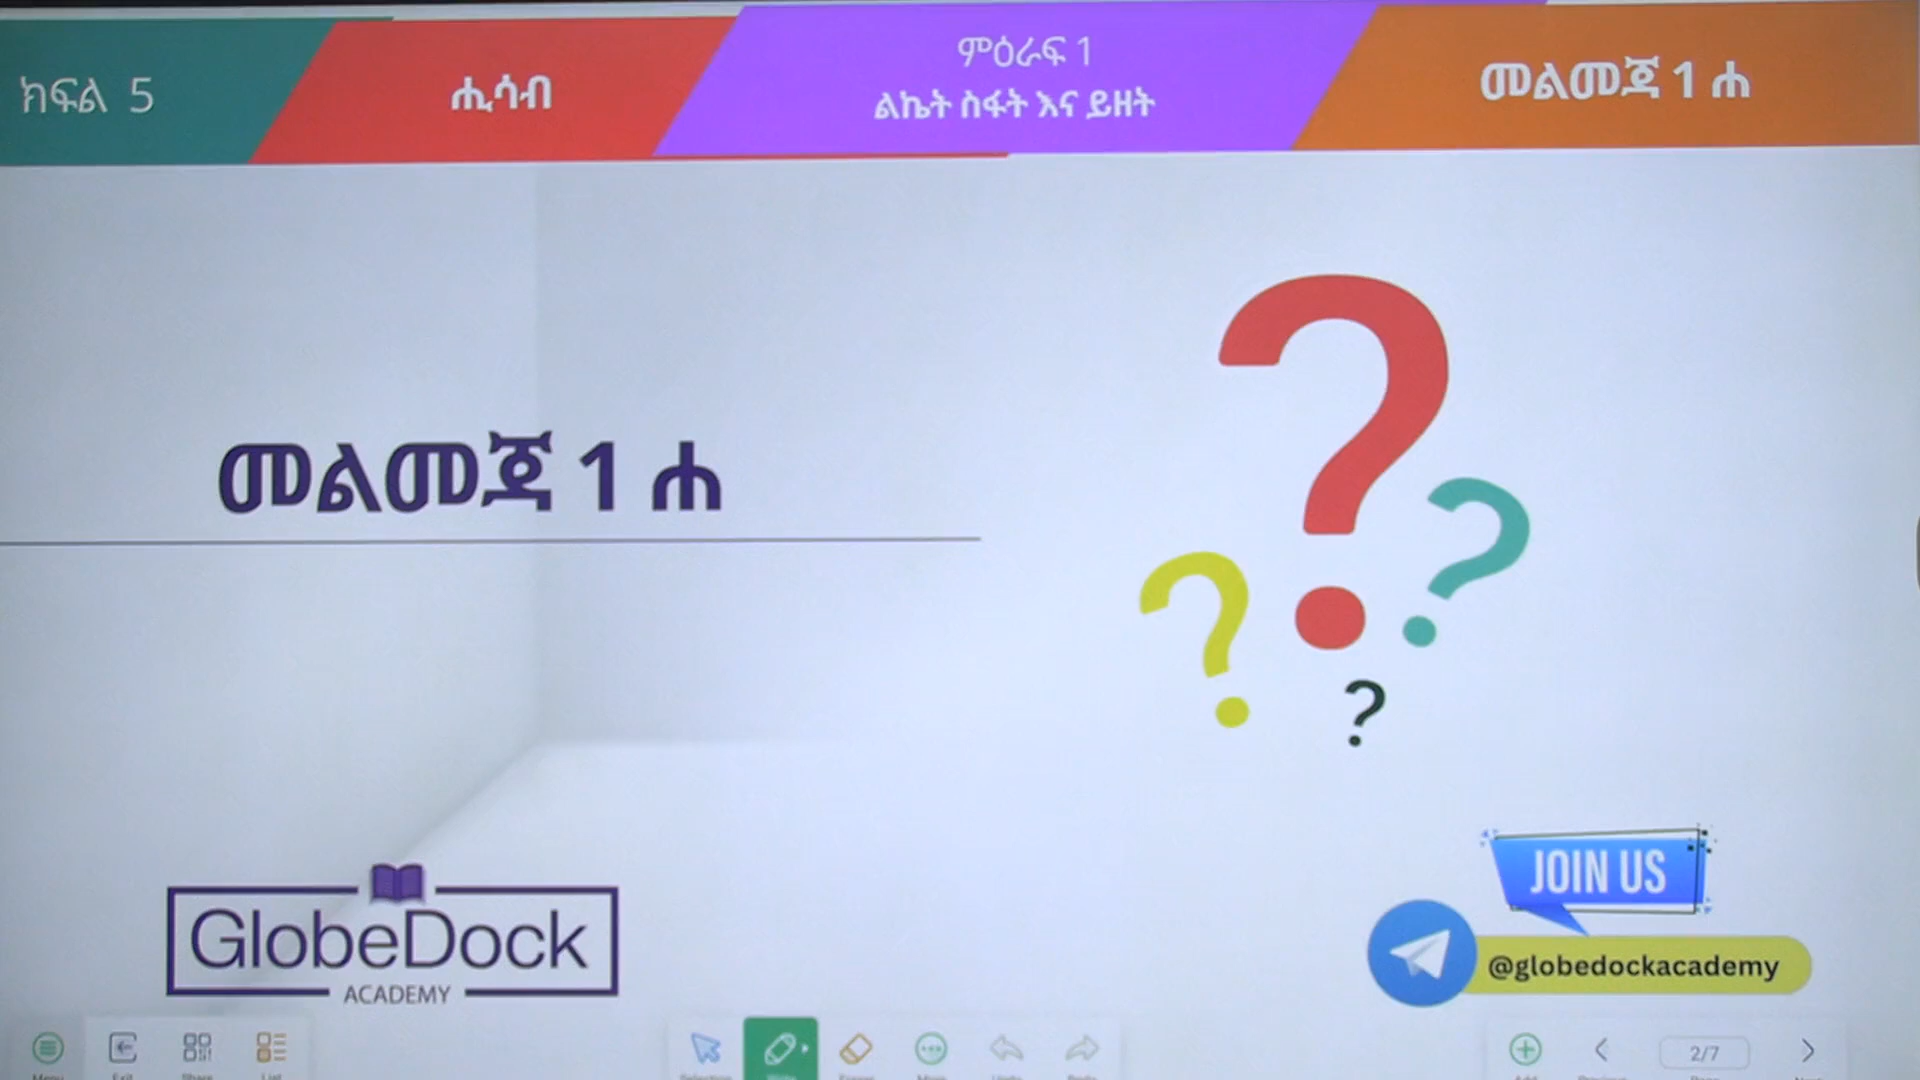 ክፍል 5
ሒሳብ
ምዕራፍ 1
ልኬት ስፋት እና ይዘት
መልመጃ 1 ሐ
መልመጃ 1 ሐ
?
?
?
?
JOIN US
@globedockacademy
GlobeDock
ACADEMY
2/7